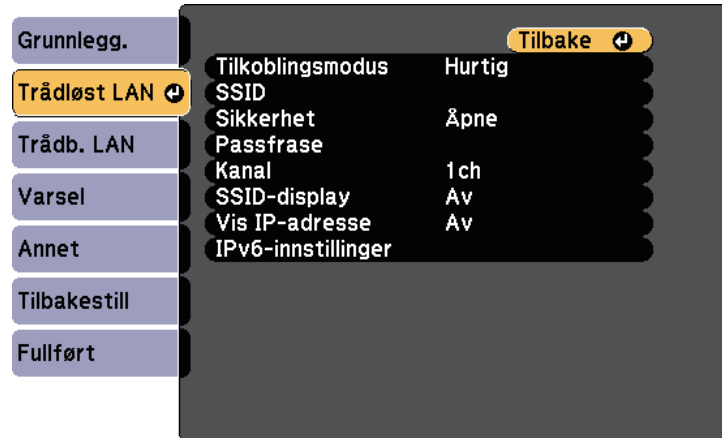 Grunnlegg.
Trådløst LAN
Trådb. LAN
Varsel
Annet
Tilbakestill
Fullført
Tilbake
Tilkoblingsmodus Hurtig
SSID
Sikkerhet Åpne
Passfrase
Kanal 1ch
SSID-display Av
Vis IP-adresse Av
IPv6-innstillinger